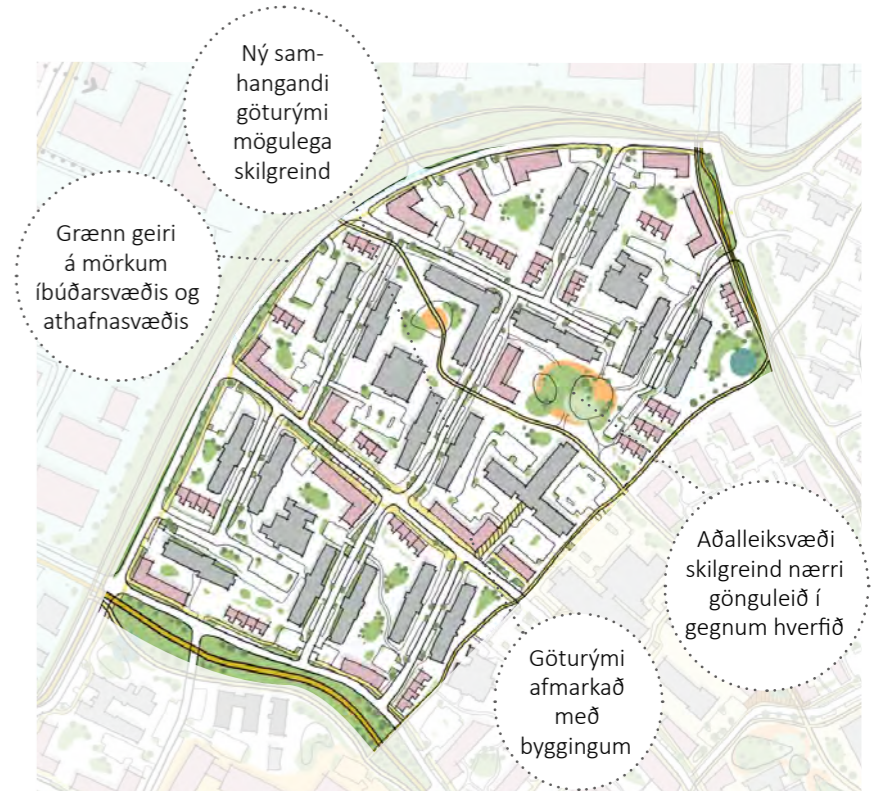 Ný sam-
hangandi
göturými
mögulega
skilgreind
Grænn geiri
á mörkum
íbúðarsvæðis og
athafnasvæðis
Aðalleiksvæði
skilgreind nærri
gönguleið í
gegnum hverfið
Göturými
afmarkað
með
byggingum